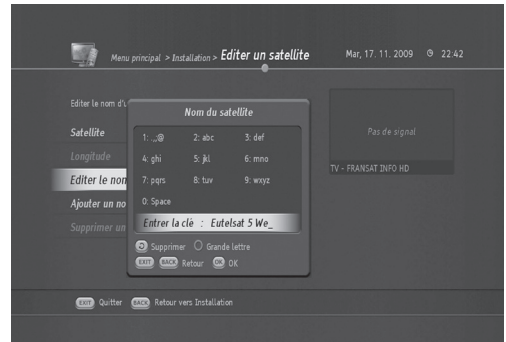 Menu principal > Installation > Editer un satellite
Mar, 17. 11. 2009 22:42
Editer le nom d'u
Satellite
Longitude
Editer le non
Ajouter un no
Supprimer un
Nom du satellite
1: .,;@ 2: abc 3: def
4: ghi 5: jkl 6: mno
7: pqrs 8: tuv 9: wxyz
0: Space
Entrer la clè : Eutelsat 5 We_
Supprimer Grande lettre
EXIT BACK Retour OK OK
Pas de signal
TV - FRANSAT INFO HD
EXIT Quitter BACK Retour vers Installation